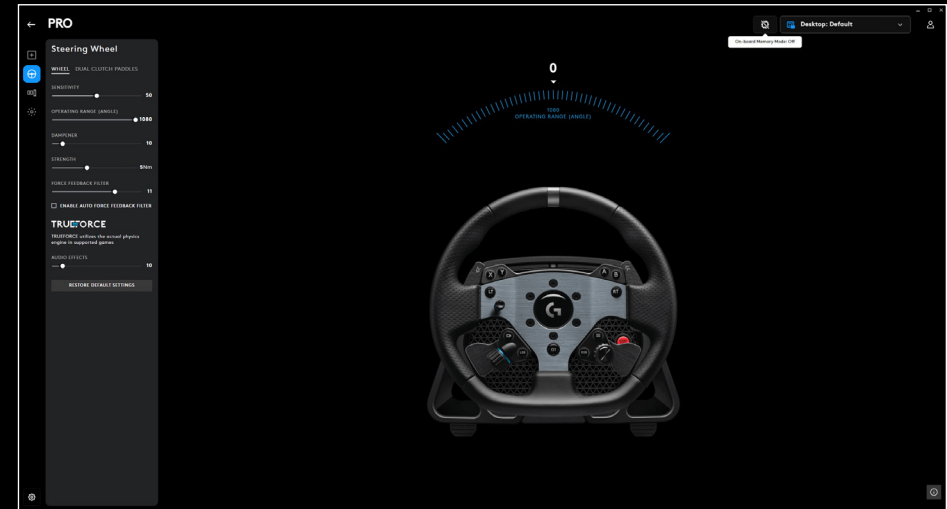 PRO
Desktop: Default
On-board Memory Mode: Off
Steering Wheel
WHEEL DUAL CLUTCH PADDLES
SENSITIVITY
50
OPERATING RANGE (ANGLE)
1080
DAMPENER
10
STRENGTH
5Nm
FORCE FEEDBACK FILTER
11
ENABLE AUTO FORCE FEEDBACK FILTER
TRUEFORCE
TRUEFORCE utilizes the actual physics
engine in supported games
AUDIO EFFECTS
10
RESTORE DEFAULT SETTINGS
0
1080
OPERATING RANGE (ANGLE)
X Y
A B
LT
RT
G